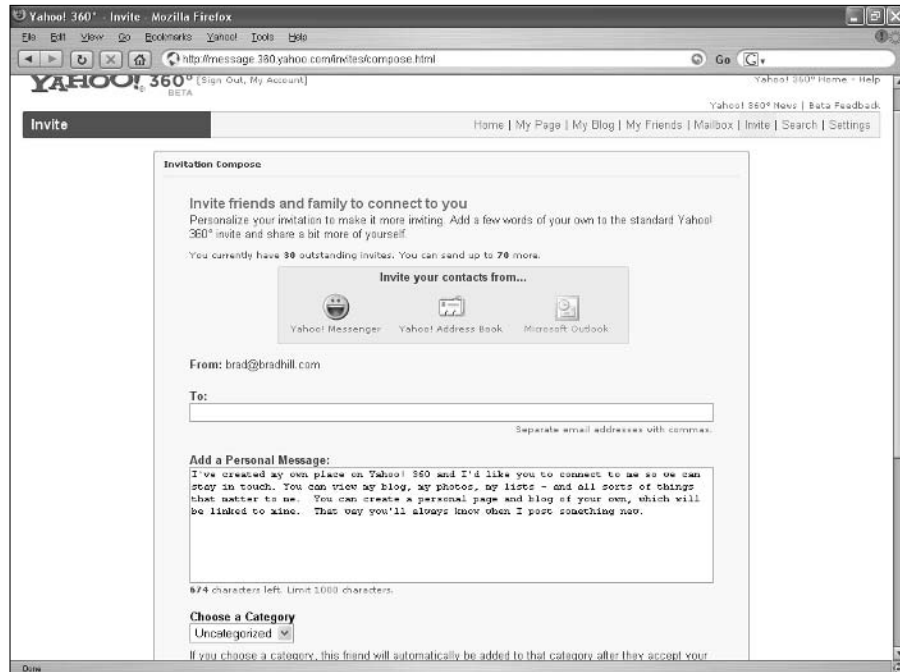 Yahoo! 360° - Invite - Mozilla Firefox
File Edit View Go Bookmarks Yahoo! Tools Help
http://message.360.yahoo.com/invites/compose.html
Go
YAHOO! 360° [Sign Out, My Account]
BETA
Yahoo! 360° Home - Help
Yahoo! 360° News | Beta Feedback
Invite
Home | My Page | My Blog | My Friends | Mailbox | Invite | Search | Settings
Invitation Compose
Invite friends and family to connect to you
Personalize your invitation to make it more inviting. Add a few words of your own to the standard Yahoo!
360° invite and share a bit more of yourself.
You currently have 30 outstanding invites. You can send up to 70 more.
Invite your contacts from...
Yahoo! Messenger Yahoo! Address Book Microsoft Outlook
From: brad@bradhill.com
To:
Separate email addresses with commas.
Add a Personal Message:
I've created my own place on Yahoo! 360 and I'd like you to connect to me so we can
stay in touch. You can view my blog, my photos, my lists - and all sorts of things
that matter to me. You can create a personal page and blog of your own, which will
be linked to mine. That way you'll always know when I post something new.
674 characters left. Limit 1000 characters.
Choose a Category
Uncategorized
If you choose a category, this friend will automatically be added to that category after they accept your
Done